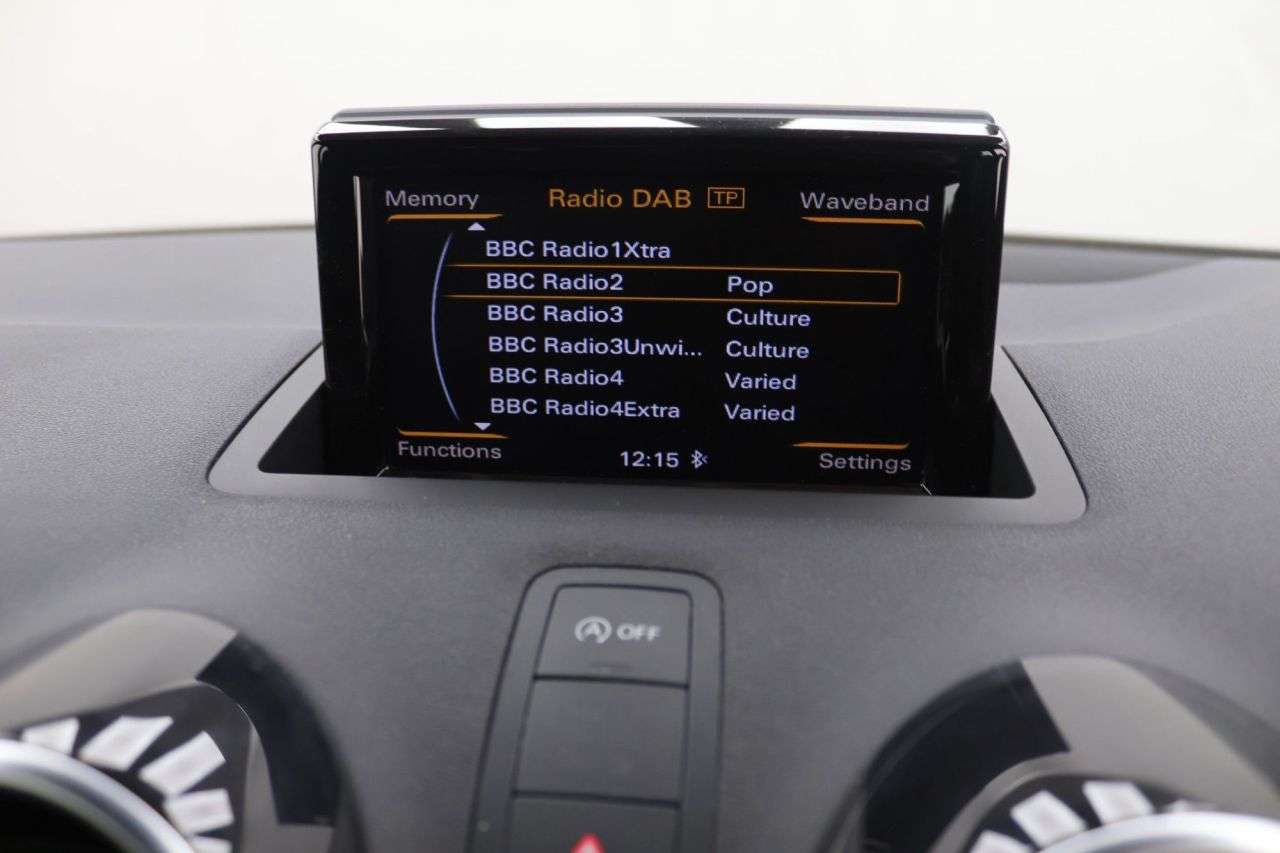 Memory Radio DAB TP Waveband
BBC Radio1Xtra
BBC Radio2 Pop
BBC Radio3 Culture
BBC Radio3Unwi... Culture
BBC Radio4 Varied
BBC Radio4Extra Varied
Functions 12:15 Settings
A OFF